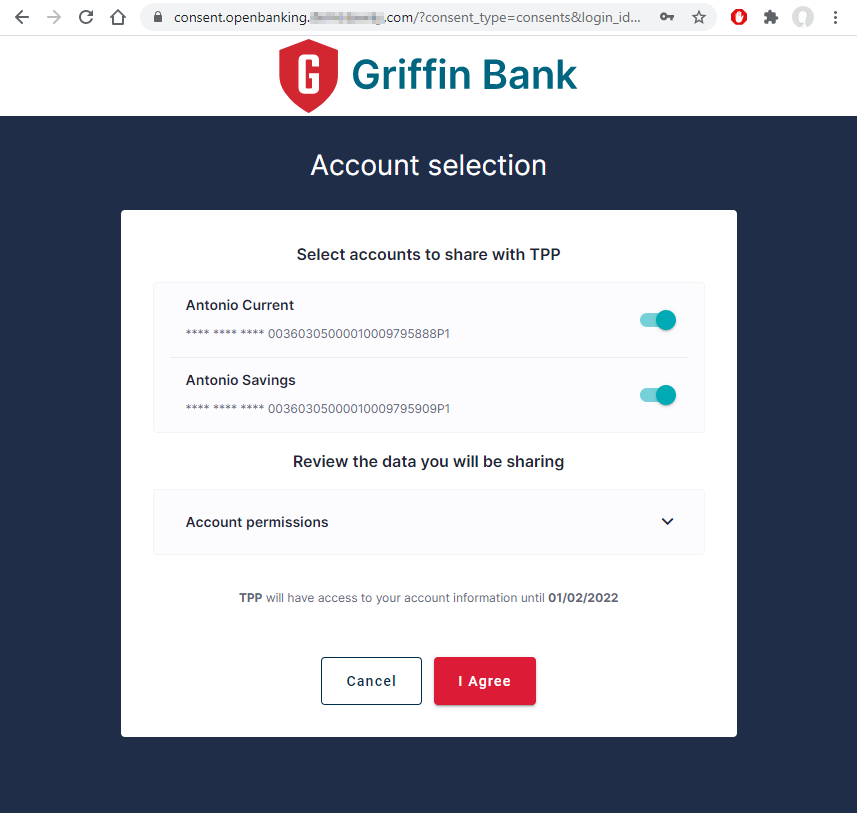 consent.openbanking. .com/?consent_type=consents&login_id...
G Griffin Bank
Account selection
Select accounts to share with TPP
Antonio Current
**** **** **** 00360305000010009795888P1
Antonio Savings
**** **** **** 00360305000010009795909P1
Review the data you will be sharing
Account permissions
TPP will have access to your account information until 01/02/2022
Cancel I Agree